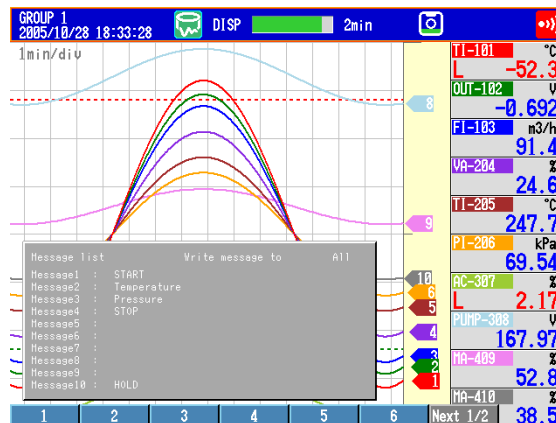 GROUP 1
2005/10/28 18:33:28
DISP
2min
1min/div
TI-101 °C
L -52.3
OUT-102 V
-0.692
FI-103 m3/h
91.4
VA-204 %
24.6
TI-205 °C
247.7
PI-206 kPa
69.54
AC-307 %
L 2.17
PUMP-308 V
167.97
MA-409 %
52.8
MA-410 %
38.5
8
9
10
6
5
4
3
2
1
Message list Write message to All
Message1 : START
Message2 : Temperature
Message3 : Pressure
Message4 : STOP
Message5 :
Message6 :
Message7 :
Message8 :
Message9 :
Message10 : HOLD
1 2 3 4 5 6 Next 1/2